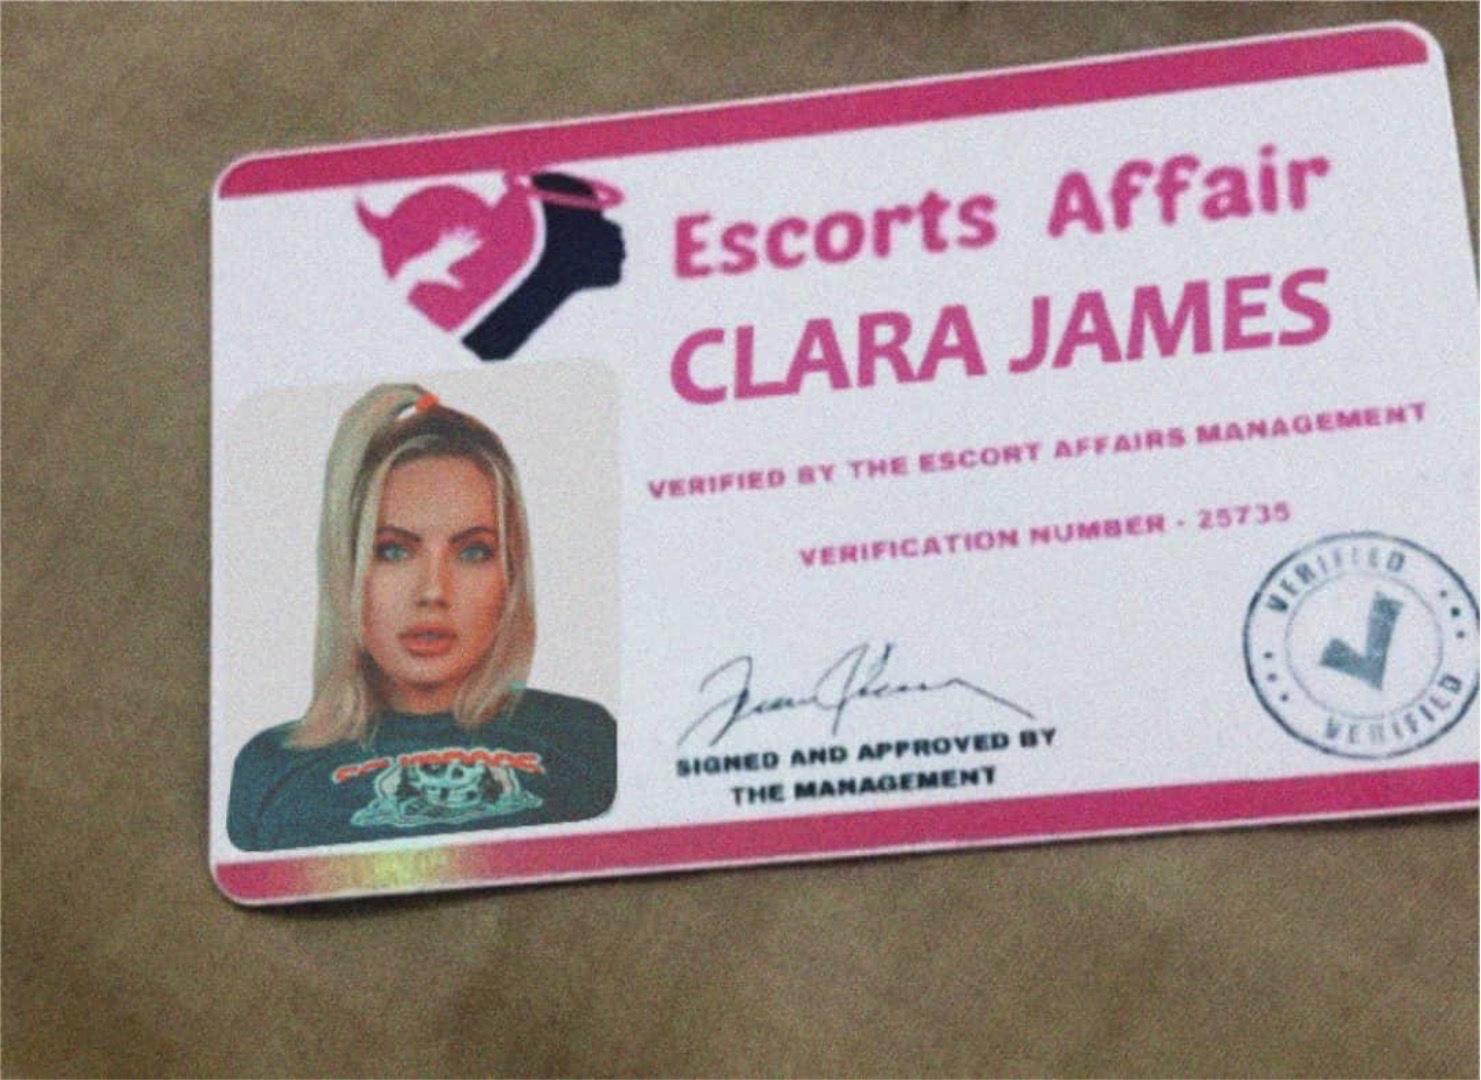 Escorts Affair
CLARA JAMES
VERIFIED BY THE ESCORT AFFAIRS MANAGEMENT
VERIFICATION NUMBER - 25735
VERIFIED
VERIFIED
SIGNED AND APPROVED BY
THE MANAGEMENT